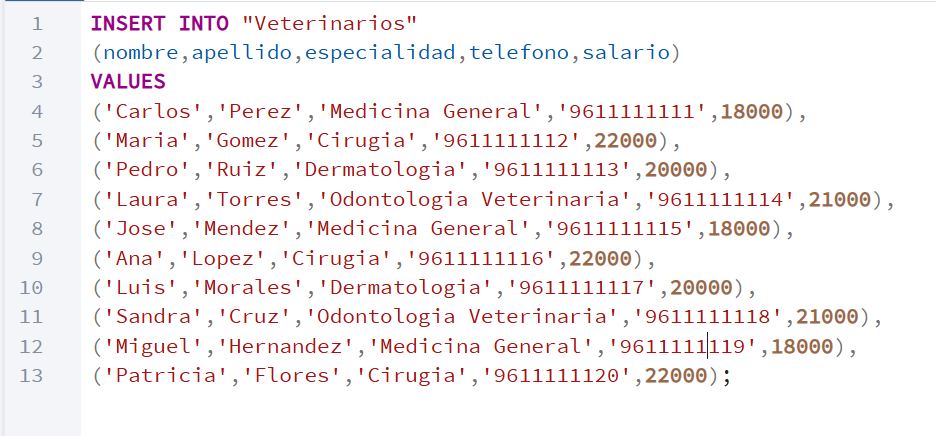 1 INSERT INTO "Veterinarios"
2 (nombre,apellido,especialidad,telefono,salario)
3 VALUES
4 ('Carlos','Perez','Medicina General','9611111111',18000),
5 ('Maria','Gomez','Cirugia','9611111112',22000),
6 ('Pedro','Ruiz','Dermatologia','9611111113',20000),
7 ('Laura','Torres','Odontologia Veterinaria','9611111114',21000),
8 ('Jose','Mendez','Medicina General','9611111115',18000),
9 ('Ana','Lopez','Cirugia','9611111116',22000),
10 ('Luis','Morales','Dermatologia','9611111117',20000),
11 ('Sandra','Cruz','Odontologia Veterinaria','9611111118',21000),
12 ('Miguel','Hernandez','Medicina General','9611111119',18000),
13 ('Patricia','Flores','Cirugia','9611111120',22000);